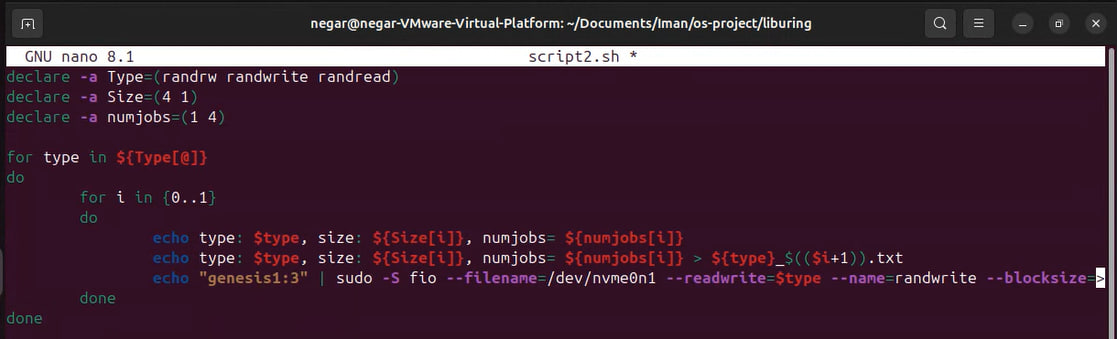 negar@negar-VMware-Virtual-Platform: ~/Documents/Iman/os-project/liburing
GNU nano 8.1 script2.sh *
declare -a Type=(randrw randwrite randread)
declare -a Size=(4 1)
declare -a numjobs=(1 4)
for type in ${Type[@]}
do
for i in {0..1}
do
echo type: $type, size: ${Size[i]}, numjobs= ${numjobs[i]}
echo type: $type, size: ${Size[i]}, numjobs= ${numjobs[i]} > ${type}_$(($i+1)).txt
echo "genesis1:3" | sudo -S fio --filename=/dev/nvme0n1 --readwrite=$type --name=randwrite --blocksize=>
done
done